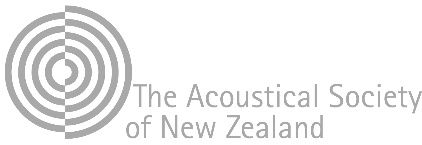 The Acoustical Society
of New Zealand